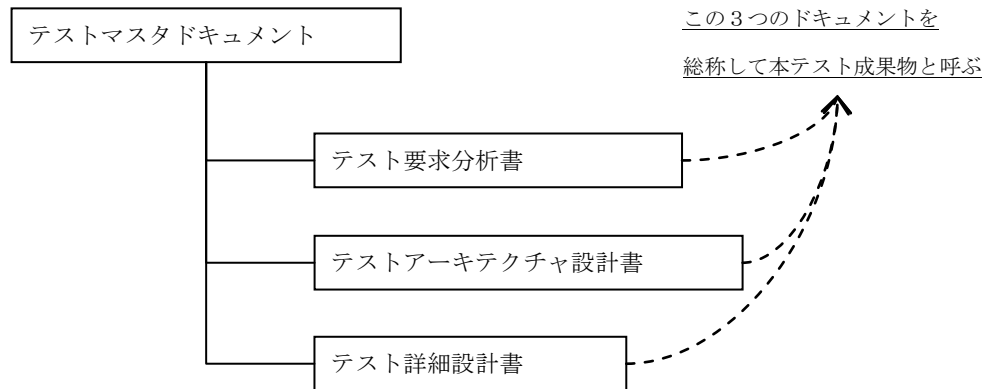 テストマスタドキュメント
この３つのドキュメントを
総称して本テスト成果物と呼ぶ
テスト要求分析書
テストアーキテクチャ設計書
テスト詳細設計書